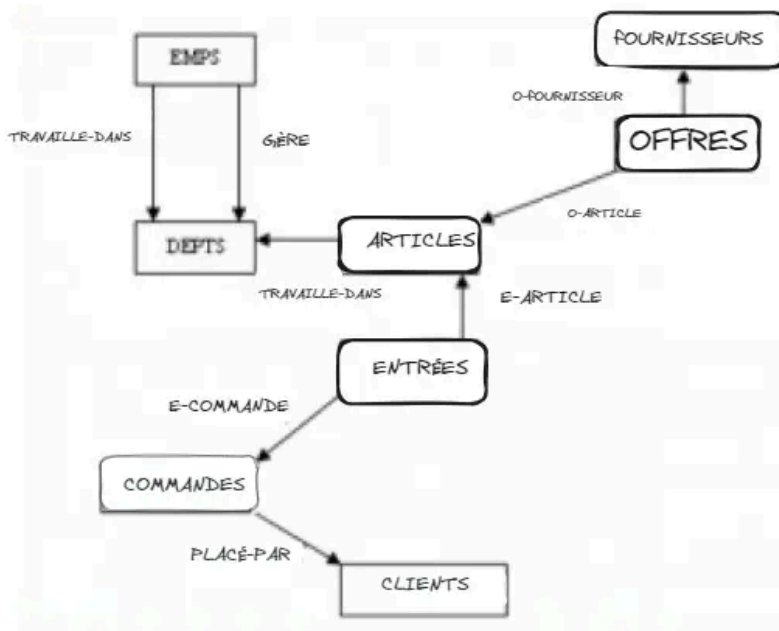 FOURNISSEURS
EMPS
O-FOURNISSEUR
TRAVAILLE-DANS
GÈRE
OFFRES
O-ARTICLE
ARTICLES
DEPTS
TRAVAILLE-DANS
E-ARTICLE
ENTRÉES
E-COMMANDE
COMMANDES
PLACÉ-PAR
CLIENTS